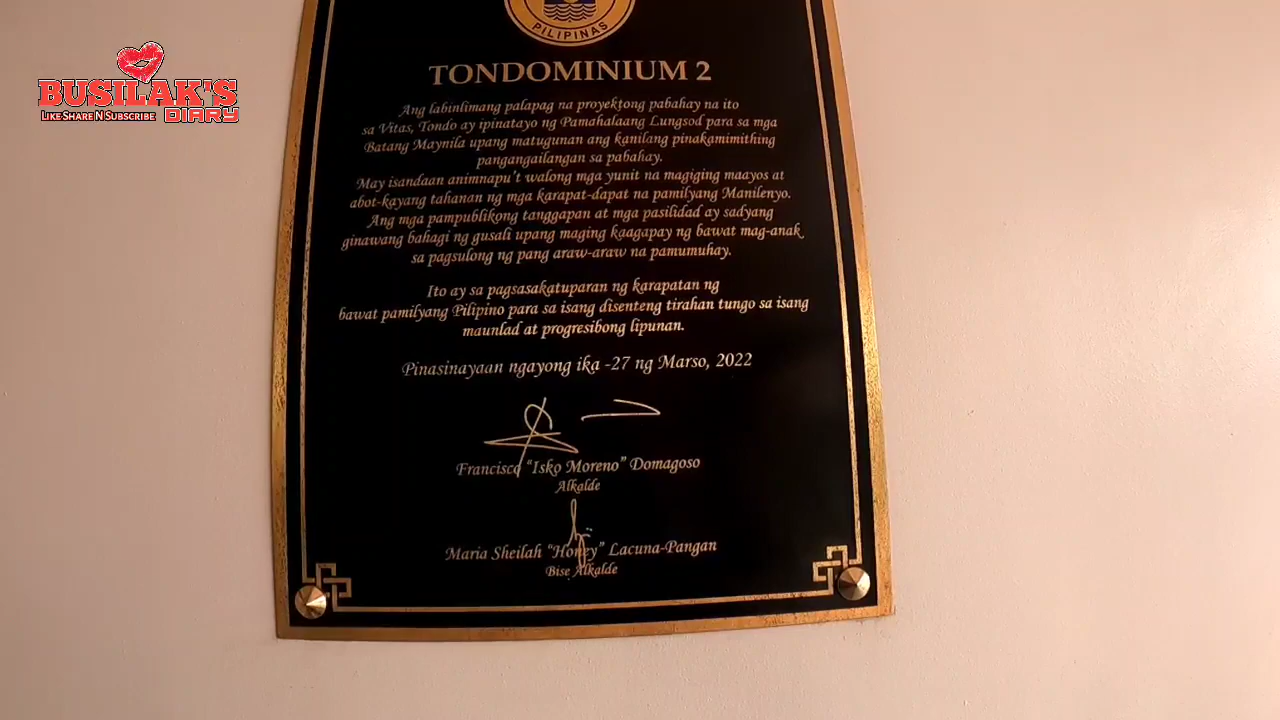 BUSILAK'S
LIKE SHARE N SUBSCRIBE DIARY
PILIPINAS
TONDOMINIUM 2
Ang labinlimang palapag na proyektong pabahay na ito
sa Vitas, Tondo ay ipinatayo ng Pamahalaang Lungsod para sa mga
Batang Maynila upang matugunan ang kanilang pinakamimithing
pangangailangan sa pabahay.
May isandaan animnapu't walong mga yunit na magiging maayos at
abot-kayang tahanan ng mga karapat-dapat na pamilyang Manilenyo.
Ang mga pampublikong tanggapan at mga pasilidad ay sadyang
ginawang bahagi ng gusali upang maging kaagapay ng bawat mag-anak
sa pagsulong ng pang araw-araw na pamumuhay.
Ito ay sa pagsasakatuparan ng karapatan ng
bawat pamilyang Pilipino para sa isang disenteng tirahan tungo sa isang
maunlad at progresibong lipunan.
Pinasinayaan ngayong ika -27 ng Marso, 2022
Francisco "Isko Moreno" Domagoso
Alkalde
Maria Sheilah "Honey" Lacuna-Pangan
Bise Alkalde